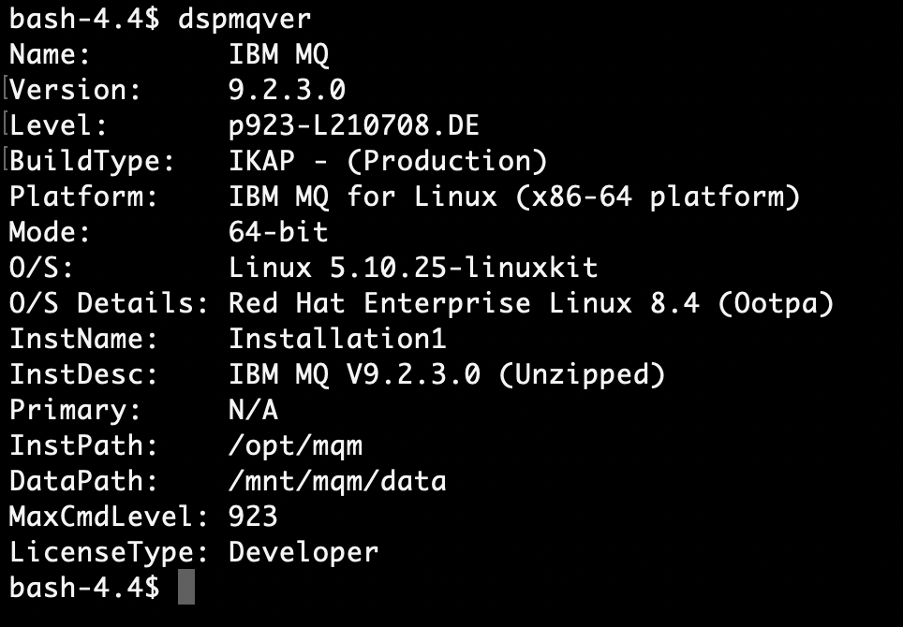 bash-4.4$ dspmqver
Name:        IBM MQ
[Version:     9.2.3.0
[Level:       p923-L210708.DE
[BuildType:   IKAP - (Production)
Platform:    IBM MQ for Linux (x86-64 platform)
Mode:        64-bit
O/S:         Linux 5.10.25-linuxkit
O/S Details: Red Hat Enterprise Linux 8.4 (Ootpa)
InstName:    Installation1
InstDesc:    IBM MQ V9.2.3.0 (Unzipped)
Primary:     N/A
InstPath:    /opt/mqm
DataPath:    /mnt/mqm/data
MaxCmdLevel: 923
LicenseType: Developer
bash-4.4$